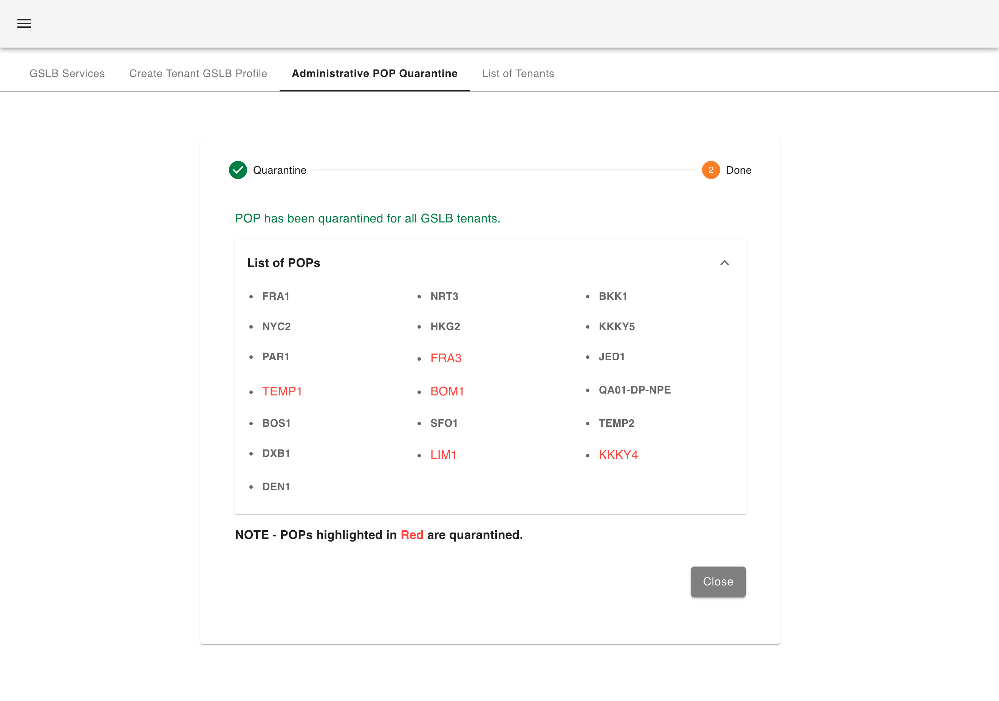 GSLB Services Create Tenant GSLB Profile Administrative POP Quarantine List of Tenants
Quarantine 2 Done
POP has been quarantined for all GSLB tenants.
List of POPs
FRA1 NRT3 BKK1
NYC2 HKG2 KKKY5
PAR1 FRA3 JED1
TEMP1 BOM1 QA01-DP-NPE
BOS1 SFO1 TEMP2
DXB1 LIM1 KKKY4
DEN1
NOTE - POPs highlighted in Red are quarantined.
Close